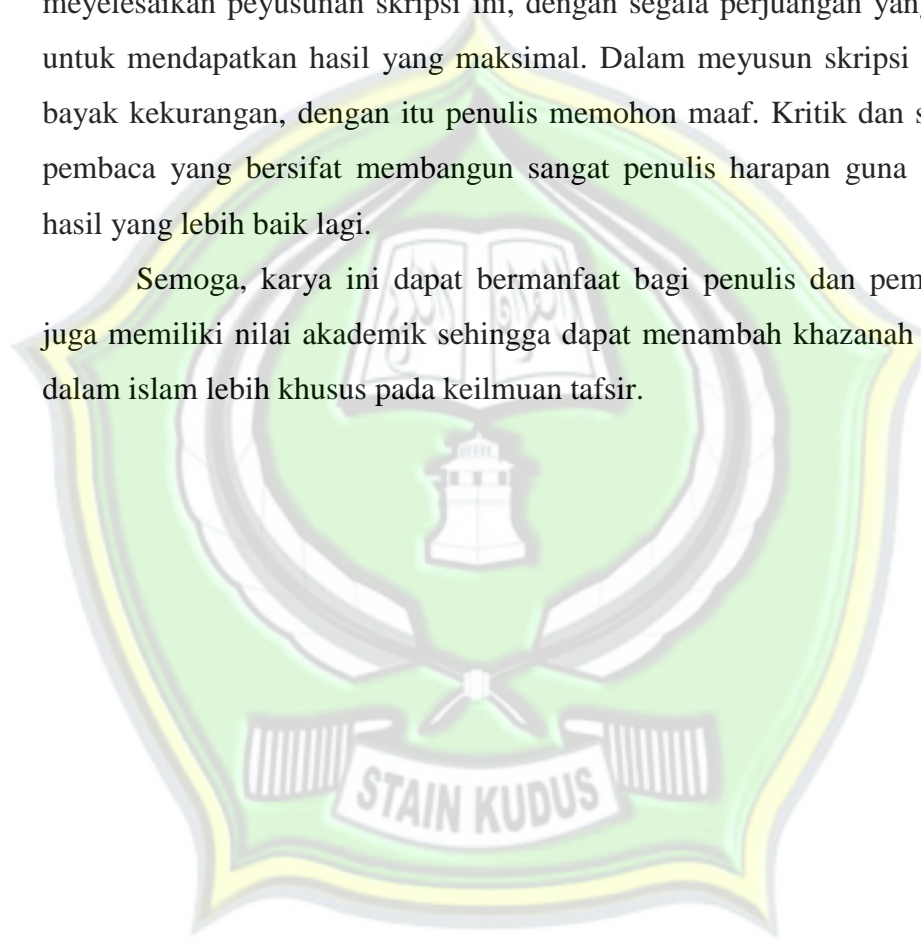 meyelesaikan peyusunan skripsi ini, dengan segala perjuangan yang
untuk mendapatkan hasil yang maksimal. Dalam meyusun skripsi
bayak kekurangan, dengan itu penulis memohon maaf. Kritik dan
pembaca yang bersifat membangun sangat penulis harapan guna
hasil yang lebih baik lagi.
Semoga, karya ini dapat bermanfaat bagi penulis dan
juga memiliki nilai akademik sehingga dapat menambah khazanah
dalam islam lebih khusus pada keilmuan tafsir.
STAIN KUDUS